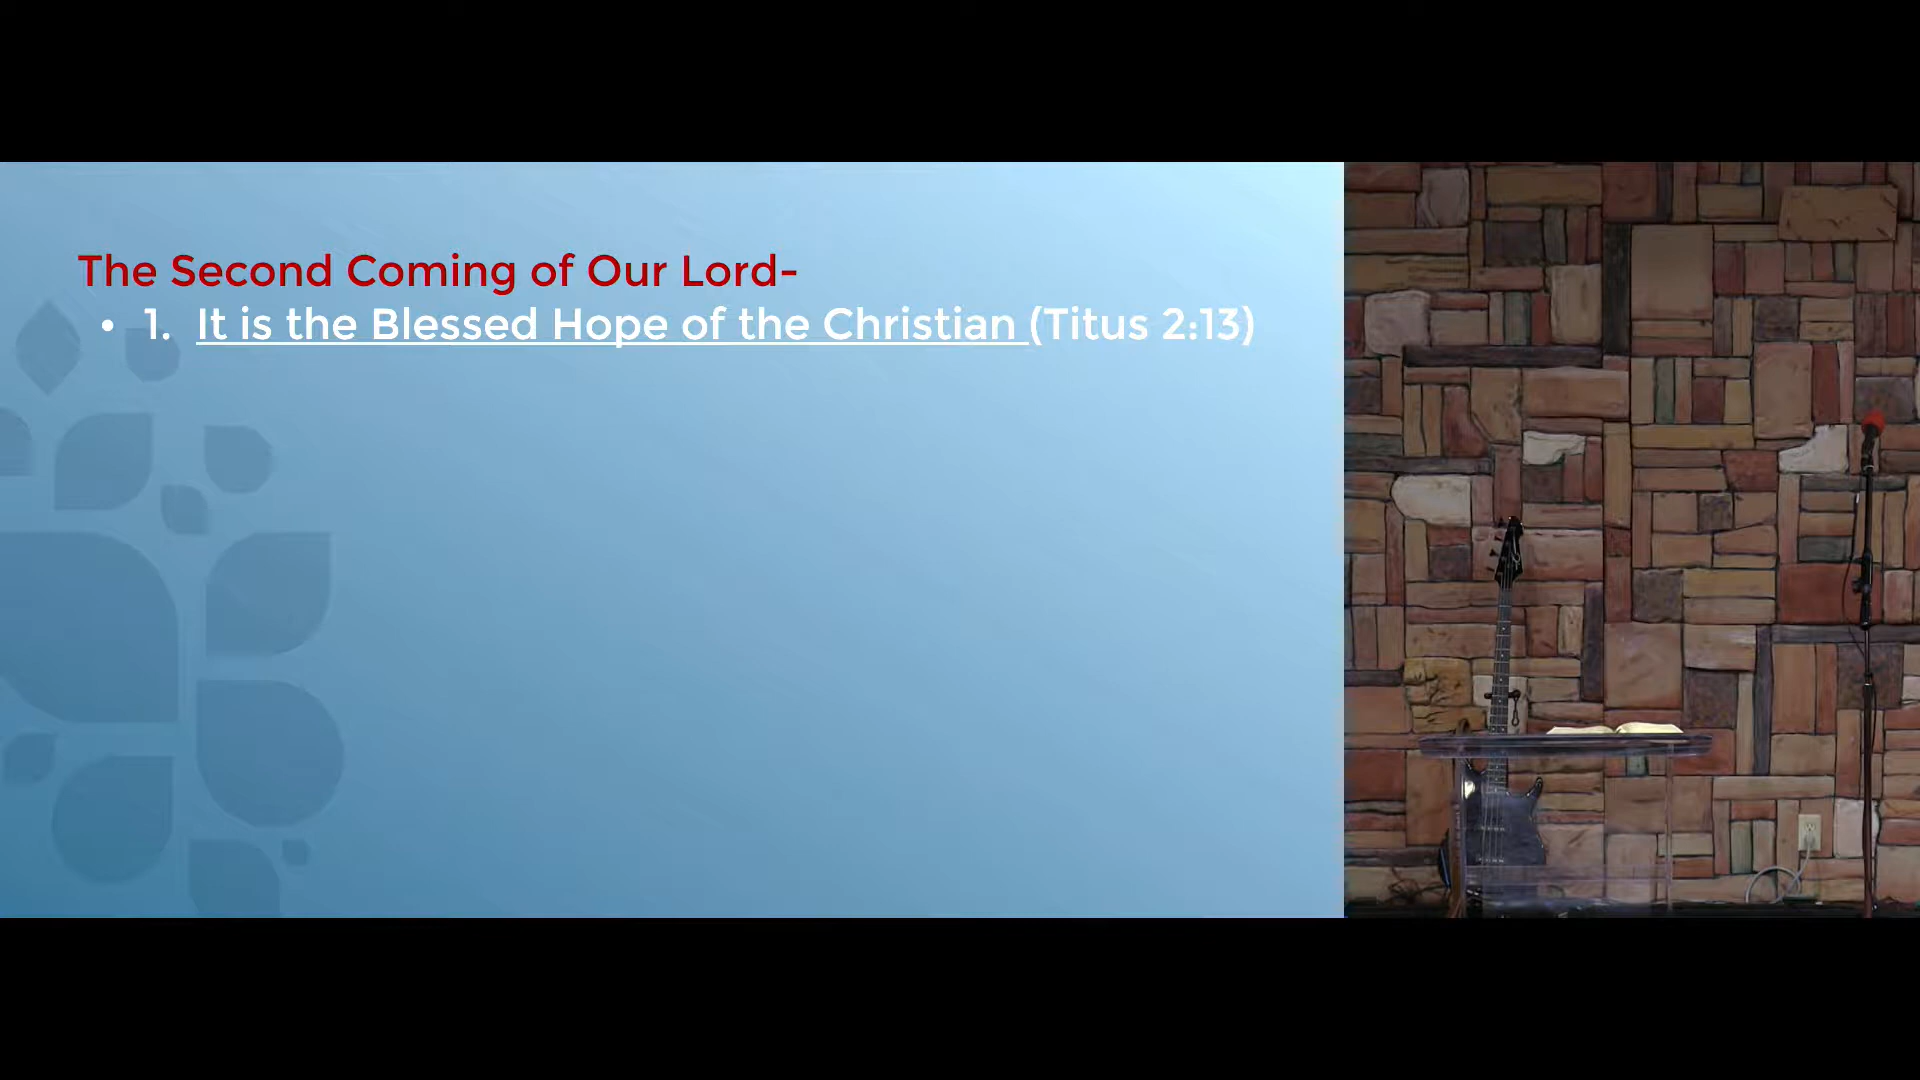 The Second Coming of Our Lord-
• 1. It is the Blessed Hope of the Christian (Titus 2:13)